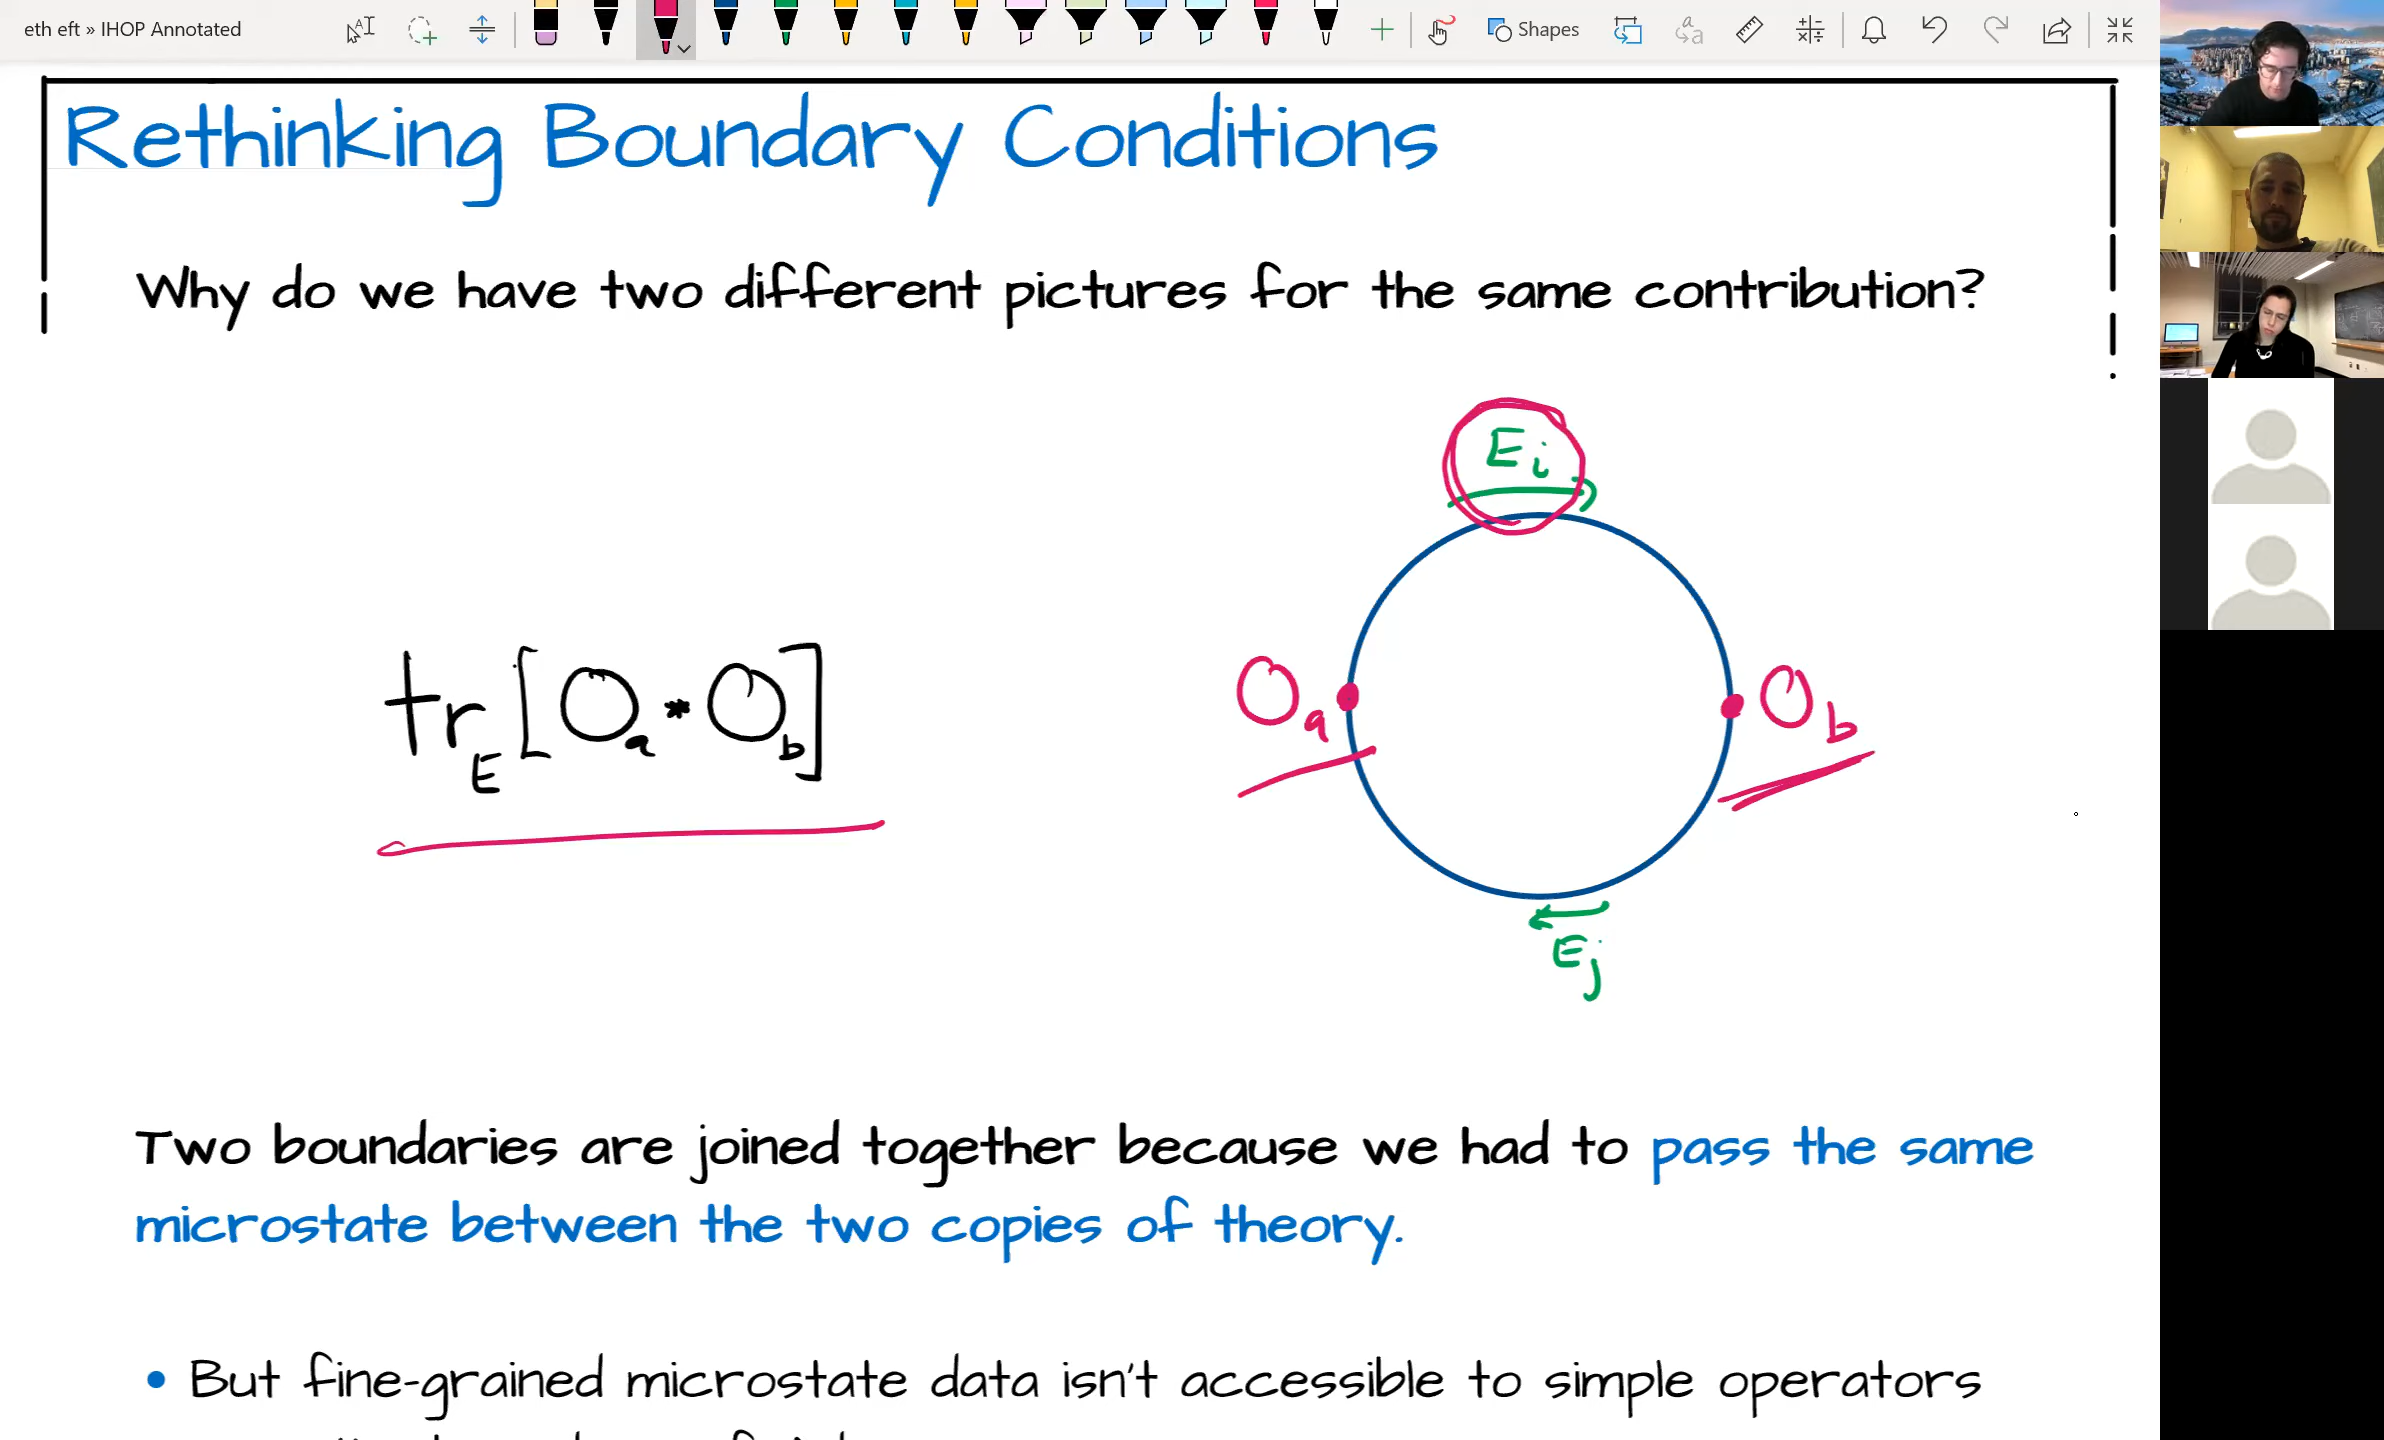 eth eft » IHOP Annotated
Shapes
Rethinking Boundary Conditions
Why do we have two different pictures for the same contribution?
E_i
tr_E [O_a * O_b]
O_a
O_b
E_j
Two boundaries are joined together because we had to pass the same
microstate between the two copies of theory.
• But fine-grained microstate data isn't accessible to simple operators